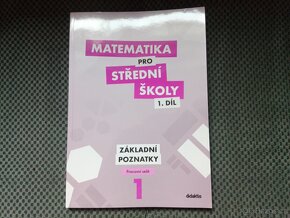 MATEMATIKA
PRO
STŘEDNÍ
ŠKOLY
1. DÍL
ZÁKLADNÍ
POZNATKY
Pracovní sešit
1
didaktis